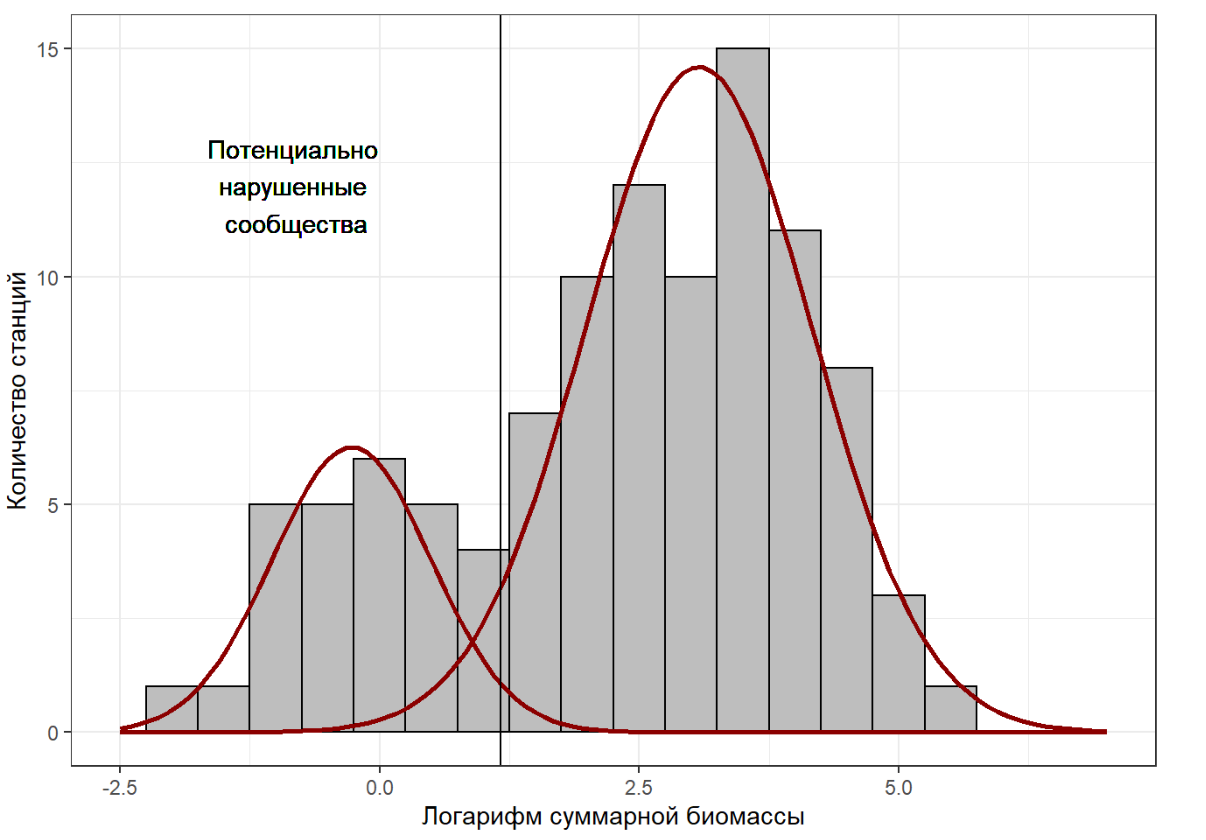 15
10
5
0
Количество станций
Потенциально
нарушенные
сообщества
-2.5 0.0 2.5 5.0
Логарифм суммарной биомассы